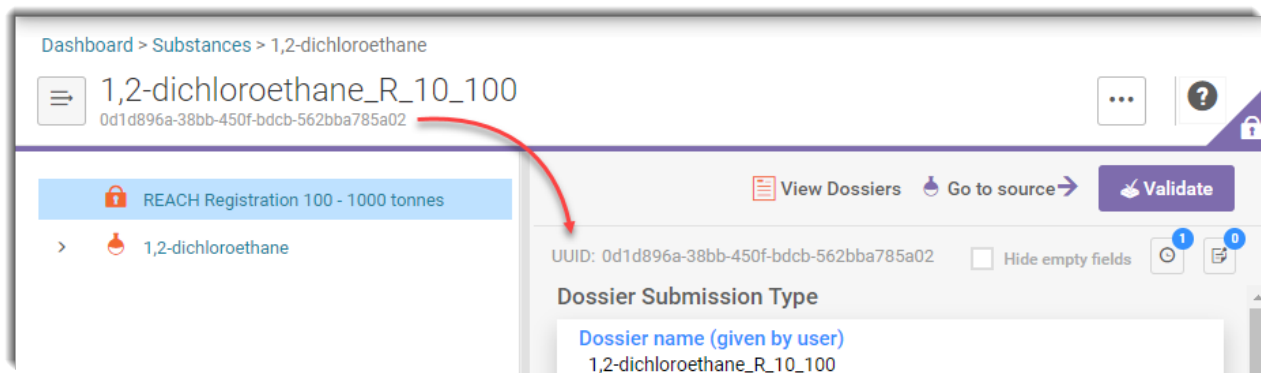 Dashboard > Substances > 1,2-dichloroethane
1,2-dichloroethane_R_10_100
0d1d896a-38bb-450f-bdcb-562bba785a02
REACH Registration 100 - 1000 tonnes
1,2-dichloroethane
View Dossiers Go to source Validate
UUID: 0d1d896a-38bb-450f-bdcb-562bba785a02 Hide empty fields 1 0
Dossier Submission Type
Dossier name (given by user)
1,2-dichloroethane_R_10_100